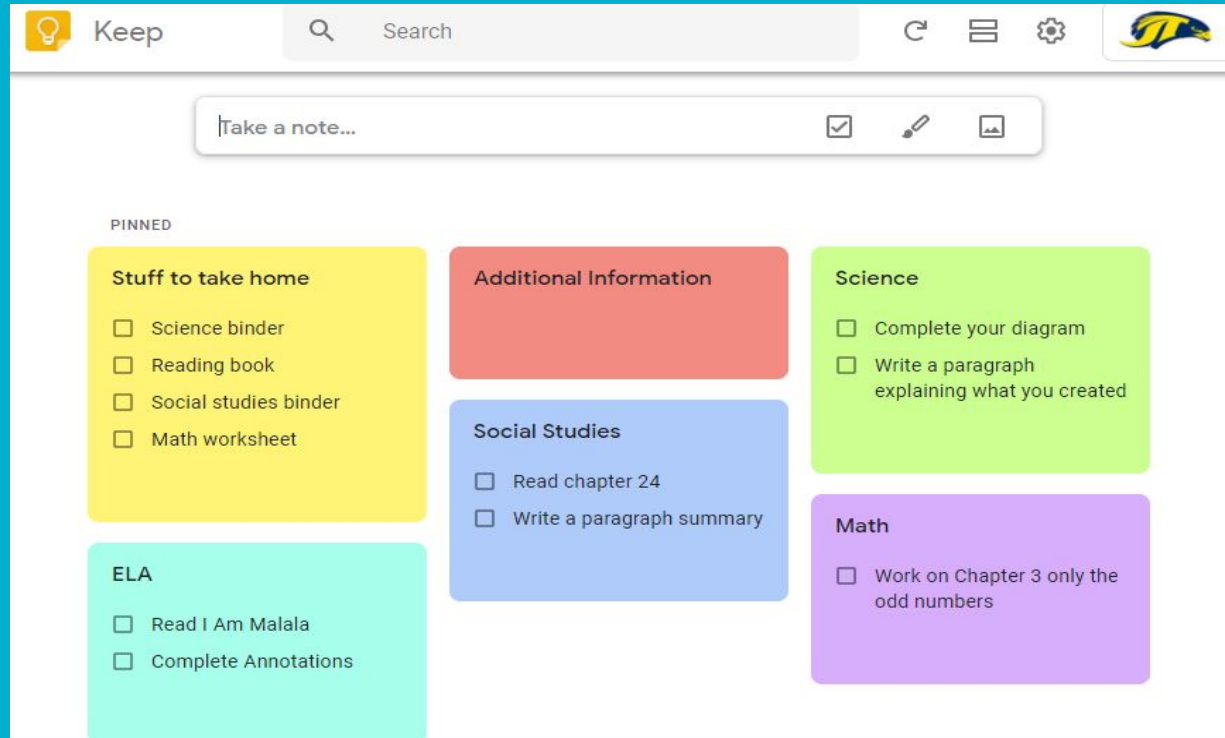 Keep
Search
Take a note...
PINNED
Stuff to take home
Science binder
Reading book
Social studies binder
Math worksheet
ELA
Read I Am Malala
Complete Annotations
Additional Information
Social Studies
Read chapter 24
Write a paragraph summary
Science
Complete your diagram
Write a paragraph
explaining what you created
Math
Work on Chapter 3 only the
odd numbers